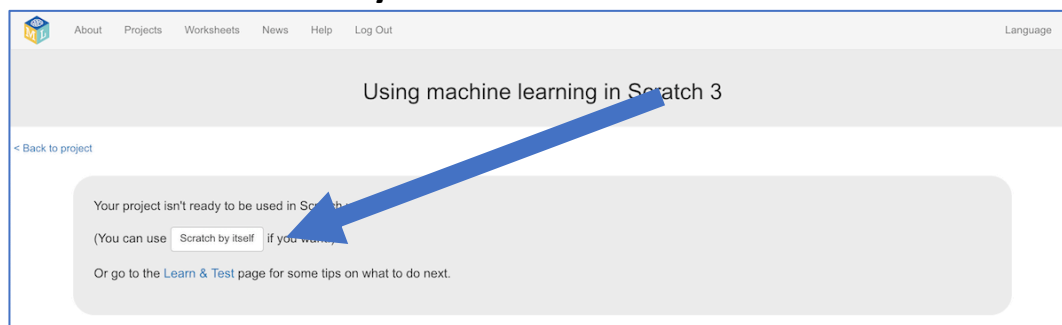 About Projects Worksheets News Help Log Out Language
Using machine learning in Scratch 3
< Back to project
Your project isn't ready to be used in Scratch
(You can use Scratch by itself if you want)
Or go to the Learn & Test page for some tips on what to do next.